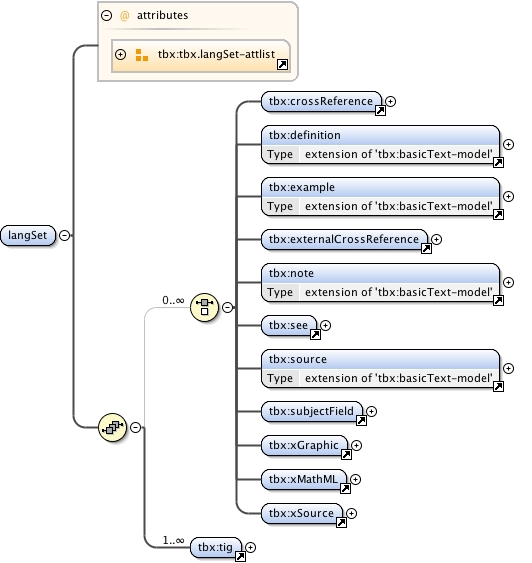 @ attributes
tbx:tbx.langSet-attlist
tbx:crossReference
tbx:definition
Type extension of 'tbx:basicText-model'
tbx:example
Type extension of 'tbx:basicText-model'
langSet
tbx:externalCrossReference
tbx:note
Type extension of 'tbx:basicText-model'
0..∞
tbx:see
tbx:source
Type extension of 'tbx:basicText-model'
tbx:subjectField
tbx:xGraphic
tbx:xMathML
tbx:xSource
1..∞
tbx:tig